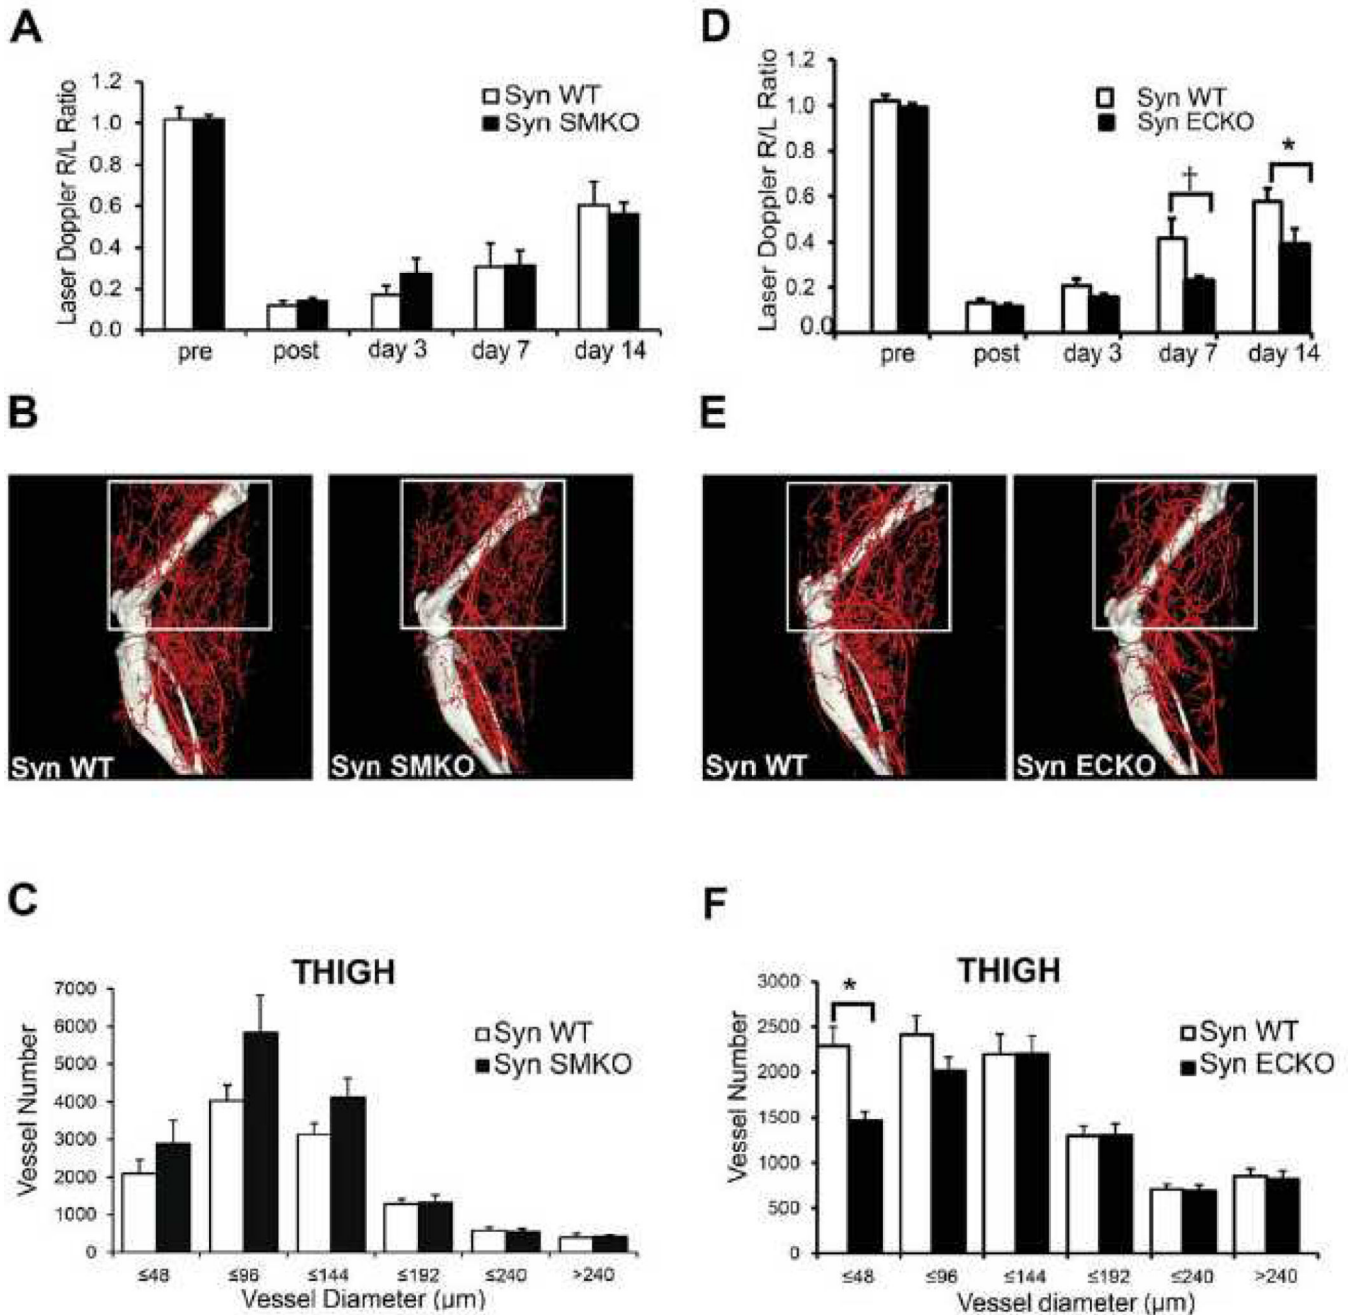 A
Laser Doppler R/L Ratio
1.2
1.0
0.8
0.6
0.4
0.2
0.0
Syn WT
Syn SMKO
pre post day 3 day 7 day 14
D
Laser Doppler R/L Ratio
1.2
1.0
0.8
0.6
0.4
0.2
0.0
Syn WT
Syn ECKO
†
*
pre post day 3 day 7 day 14
B
Syn WT
Syn SMKO
E
Syn WT
Syn ECKO
C
THIGH
Vessel Number
7000
6000
5000
4000
3000
2000
1000
0
Syn WT
Syn SMKO
≤48 ≤96 ≤144 ≤192 ≤240 >240
Vessel Diameter (µm)
F
THIGH
Vessel Number
3000
2500
2000
1500
1000
500
0
*
Syn WT
Syn ECKO
≤48 ≤96 ≤144 ≤192 ≤240 >240
Vessel diameter (µm)